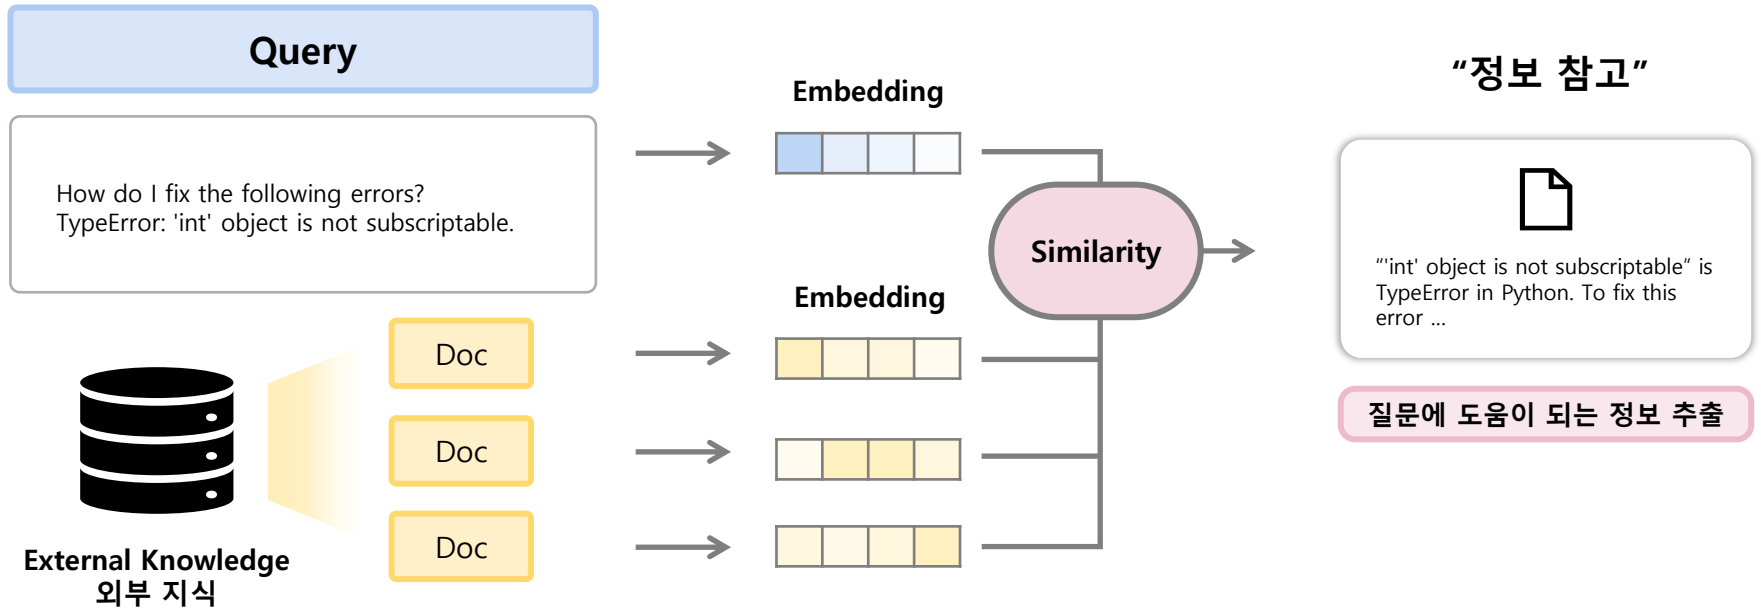 Query
How do I fix the following errors?
TypeError: 'int' object is not subscriptable.
External Knowledge
외부 지식
Doc
Doc
Doc
Embedding
Embedding
Similarity
“정보 참고”
“'int' object is not subscriptable” is
TypeError in Python. To fix this
error ...
질문에 도움이 되는 정보 추출